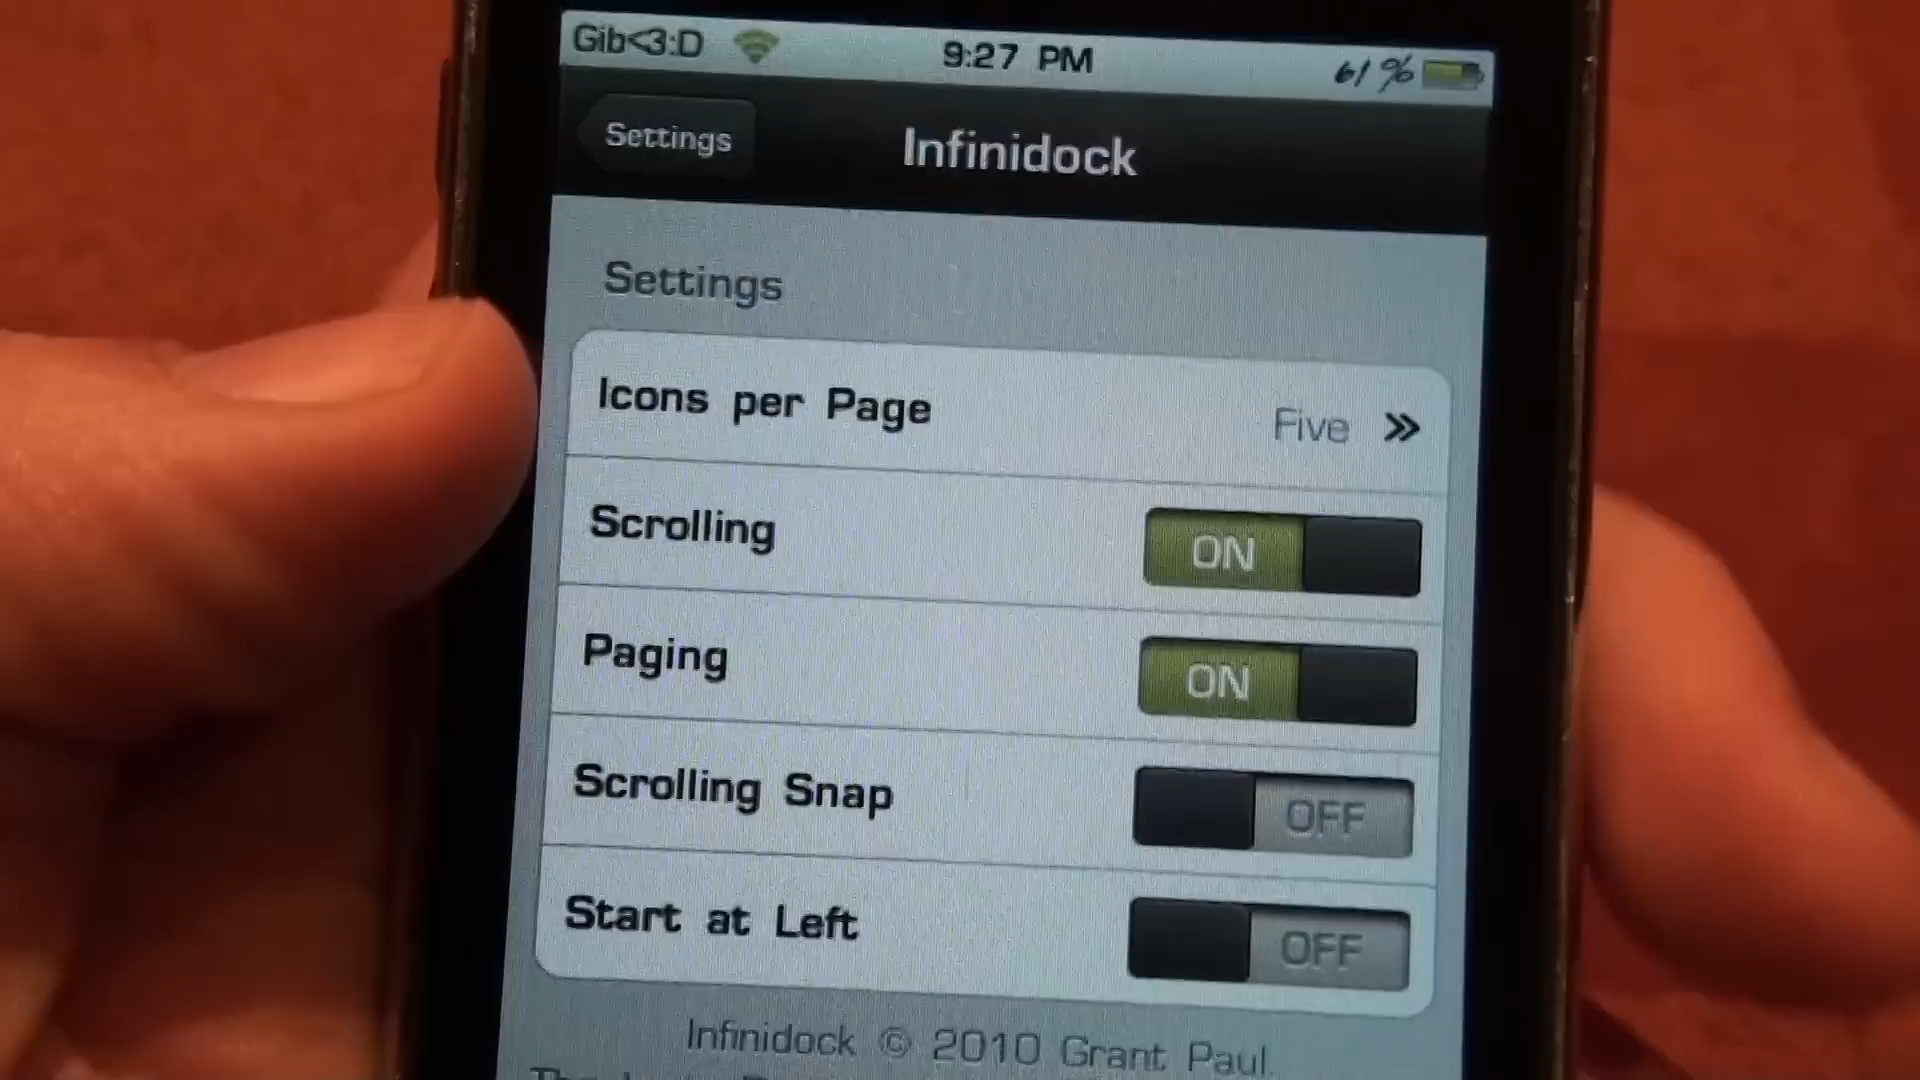 Gib<3:D 9:27 PM 61%
Settings Infinidock
Settings
Icons per Page Five »
Scrolling ON
Paging ON
Scrolling Snap OFF
Start at Left OFF
Infinidock © 2010 Grant Paul.